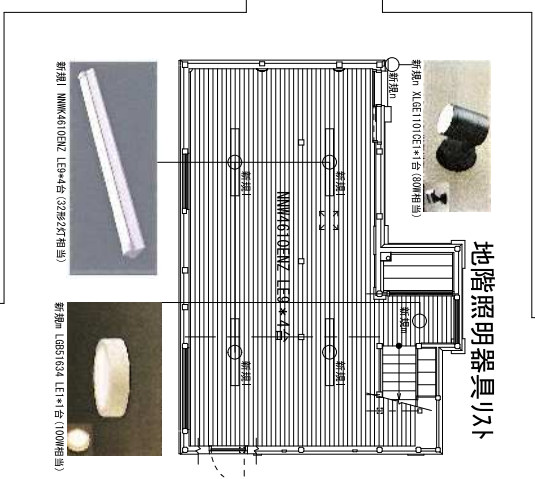 地階照明器具リスト
新規n XLGE1101CE1*1台(80W相当)
新規n
新規l
新規l
新規m
新規l
新規l
NNW4610ENZ LE9*4台
新規l NNWK4610ENZ LE9*4台(32形2灯相当)
新規m LGB51634 LE1*1台(100W相当)